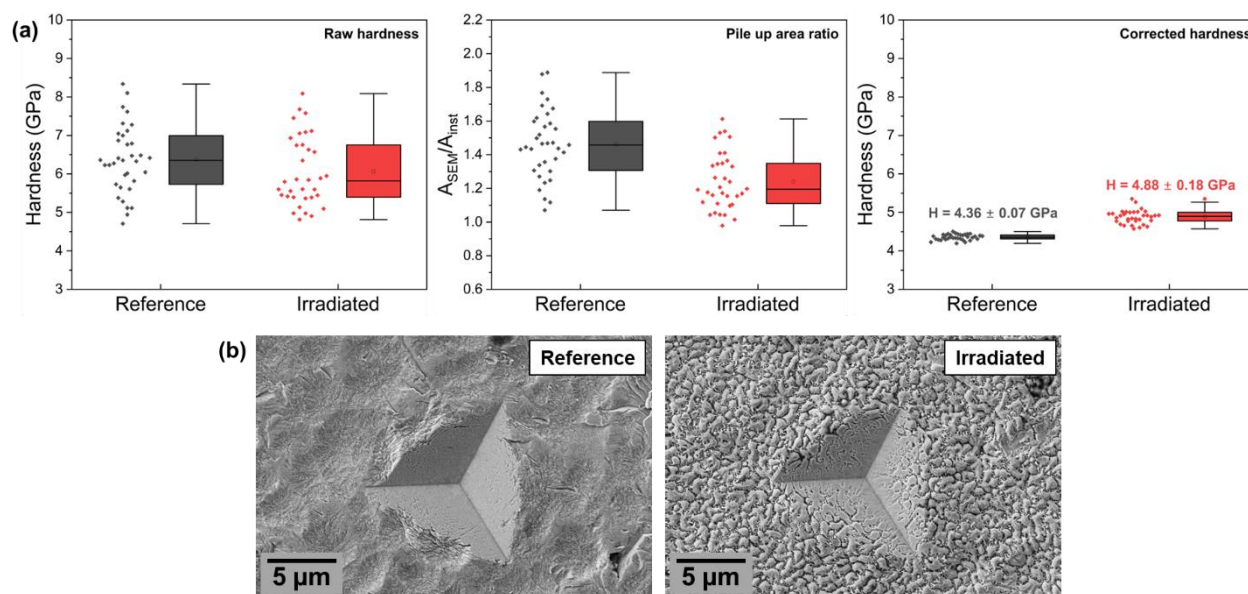 (a)
Raw hardness
Hardness (GPa)
10
9
8
7
6
5
4
3
Reference
Irradiated
Pile up area ratio
A_SEM/A_inst
2.2
2.0
1.8
1.6
1.4
1.2
1.0
0.8
0.6
Reference
Irradiated
Corrected hardness
Hardness (GPa)
10
9
8
7
6
5
4
3
H = 4.36 ± 0.07 GPa
H = 4.88 ± 0.18 GPa
Reference
Irradiated
(b)
Reference
5 µm
Irradiated
5 µm